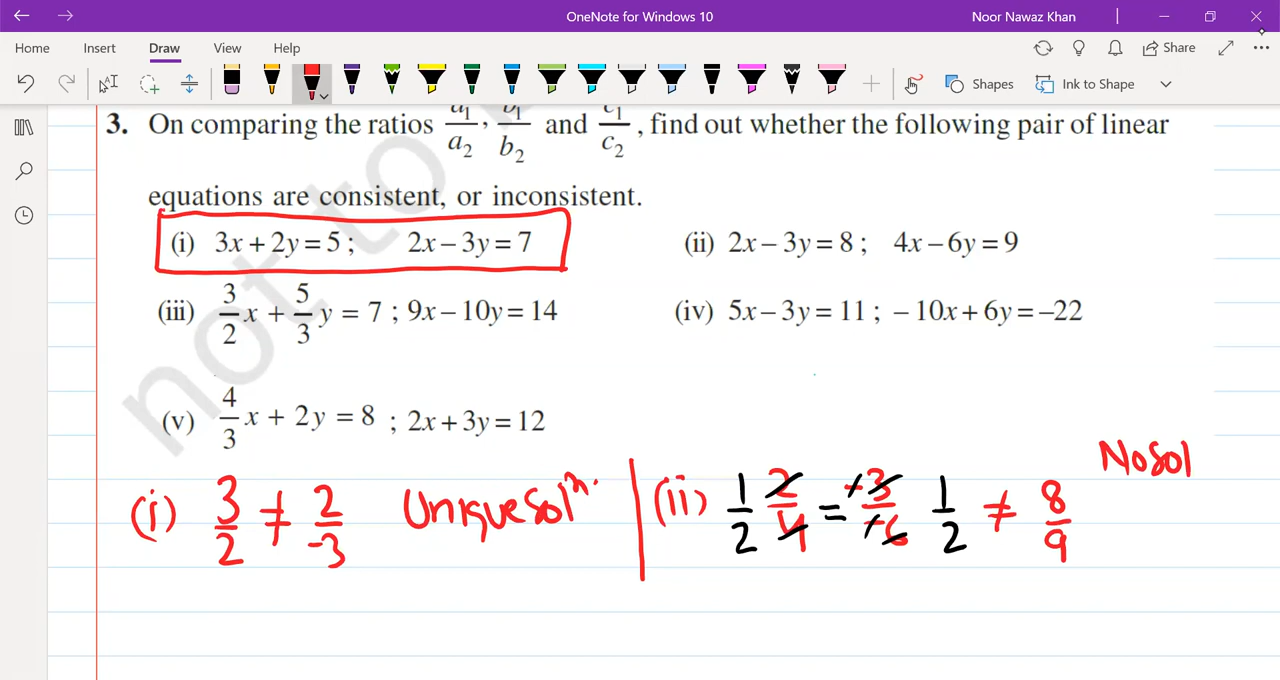 OneNote for Windows 10
Noor Nawaz Khan
Home Insert Draw View Help
Share
Shapes
Ink to Shape
3. On comparing the ratios a1/a2, b1/b2 and c1/c2, find out whether the following pair of linear
equations are consistent, or inconsistent.
(i) 3x + 2y = 5 ; 2x – 3y = 7
(ii) 2x – 3y = 8 ; 4x – 6y = 9
(iii) 3/2 x + 5/3 y = 7 ; 9x – 10y = 14
(iv) 5x – 3y = 11 ; – 10x + 6y = –22
(v) 4/3 x + 2y = 8 ; 2x + 3y = 12
not to
(i) 3/2 ≠ 2/-3 Unique solⁿ.
(ii) 1/2 2/4 = -3/-6 1/2 ≠ 8/9
No sol